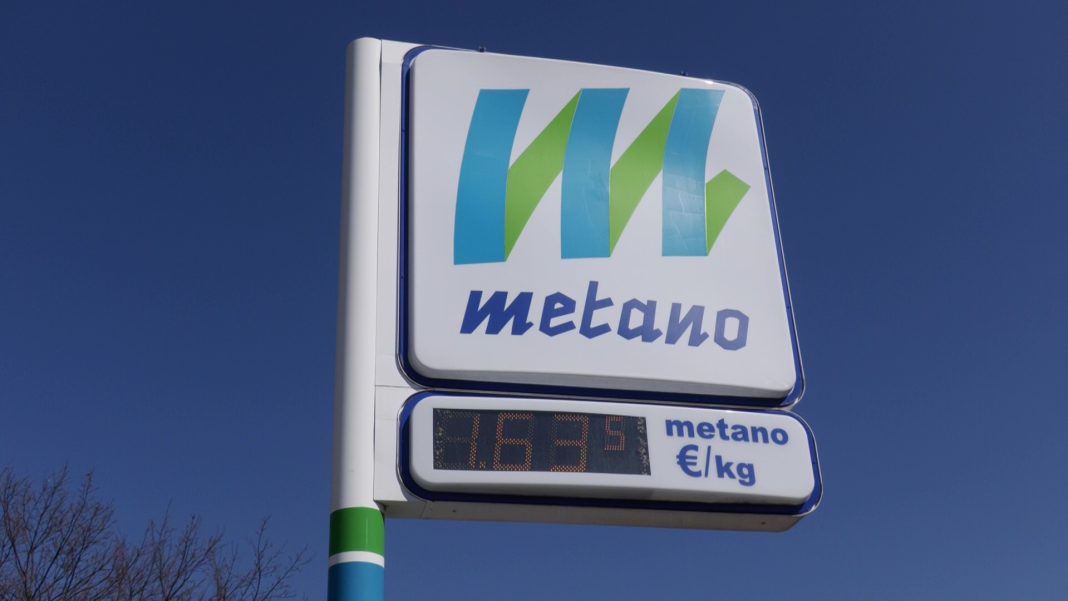 metano
1.635
metano
€/kg